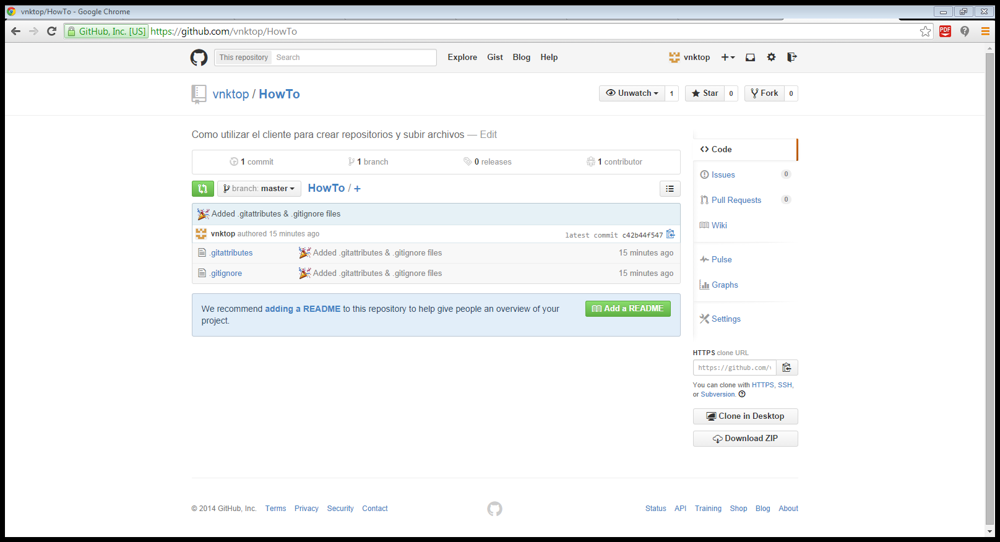 vnktop/HowTo - Google Chrome
GitHub, Inc. [US] https://github.com/vnktop/HowTo
PDF
This repository Search Explore Gist Blog Help vnktop
vnktop / HowTo Unwatch 1 Star 0 Fork 0
Como utilizar el cliente para crear repositorios y subir archivos — Edit
1 commit 1 branch 0 releases 1 contributor
branch: master HowTo / +
Added .gitattributes & .gitignore files
vnktop authored 15 minutes ago latest commit c42b44f547
.gitattributes Added .gitattributes & .gitignore files 15 minutes ago
.gitignore Added .gitattributes & .gitignore files 15 minutes ago
We recommend adding a README to this repository to help give people an overview of your
project.
Add a README
Code
Issues 0
Pull Requests 0
Wiki
Pulse
Graphs
Settings
HTTPS clone URL
https://github.com/
You can clone with HTTPS, SSH,
or Subversion.
Clone in Desktop
Download ZIP
© 2014 GitHub, Inc. Terms Privacy Security Contact Status API Training Shop Blog About